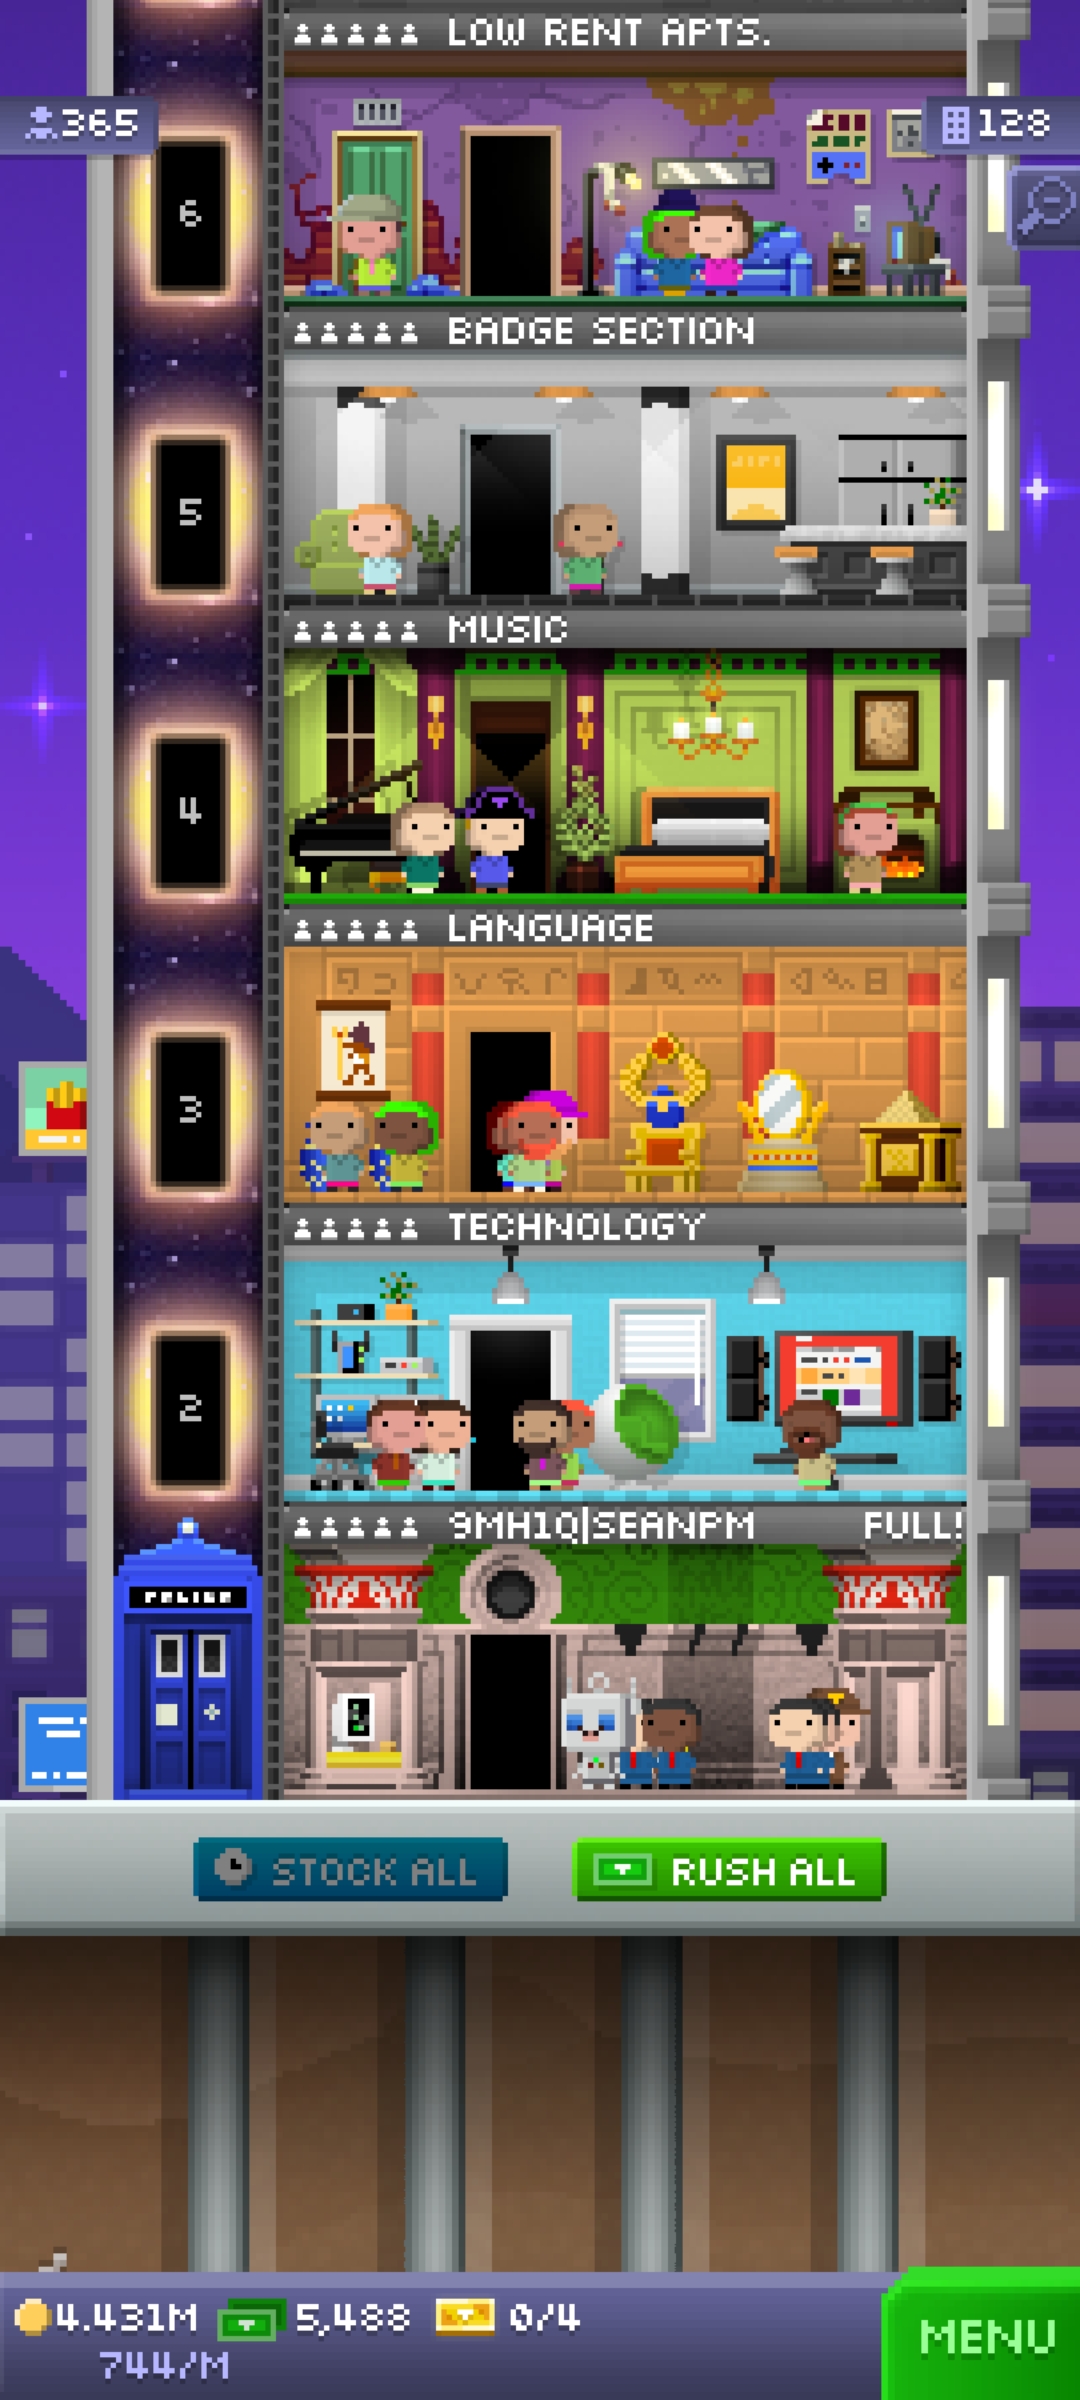 LOW RENT APTS.
365
128
6
BADGE SECTION
5
MUSIC
4
LANGUAGE
3
TECHNOLOGY
2
9MH1Q|SEANPM FULL!
POLICE
STOCK ALL
RUSH ALL
4.431M 5,488 0/4
744/M
MENU